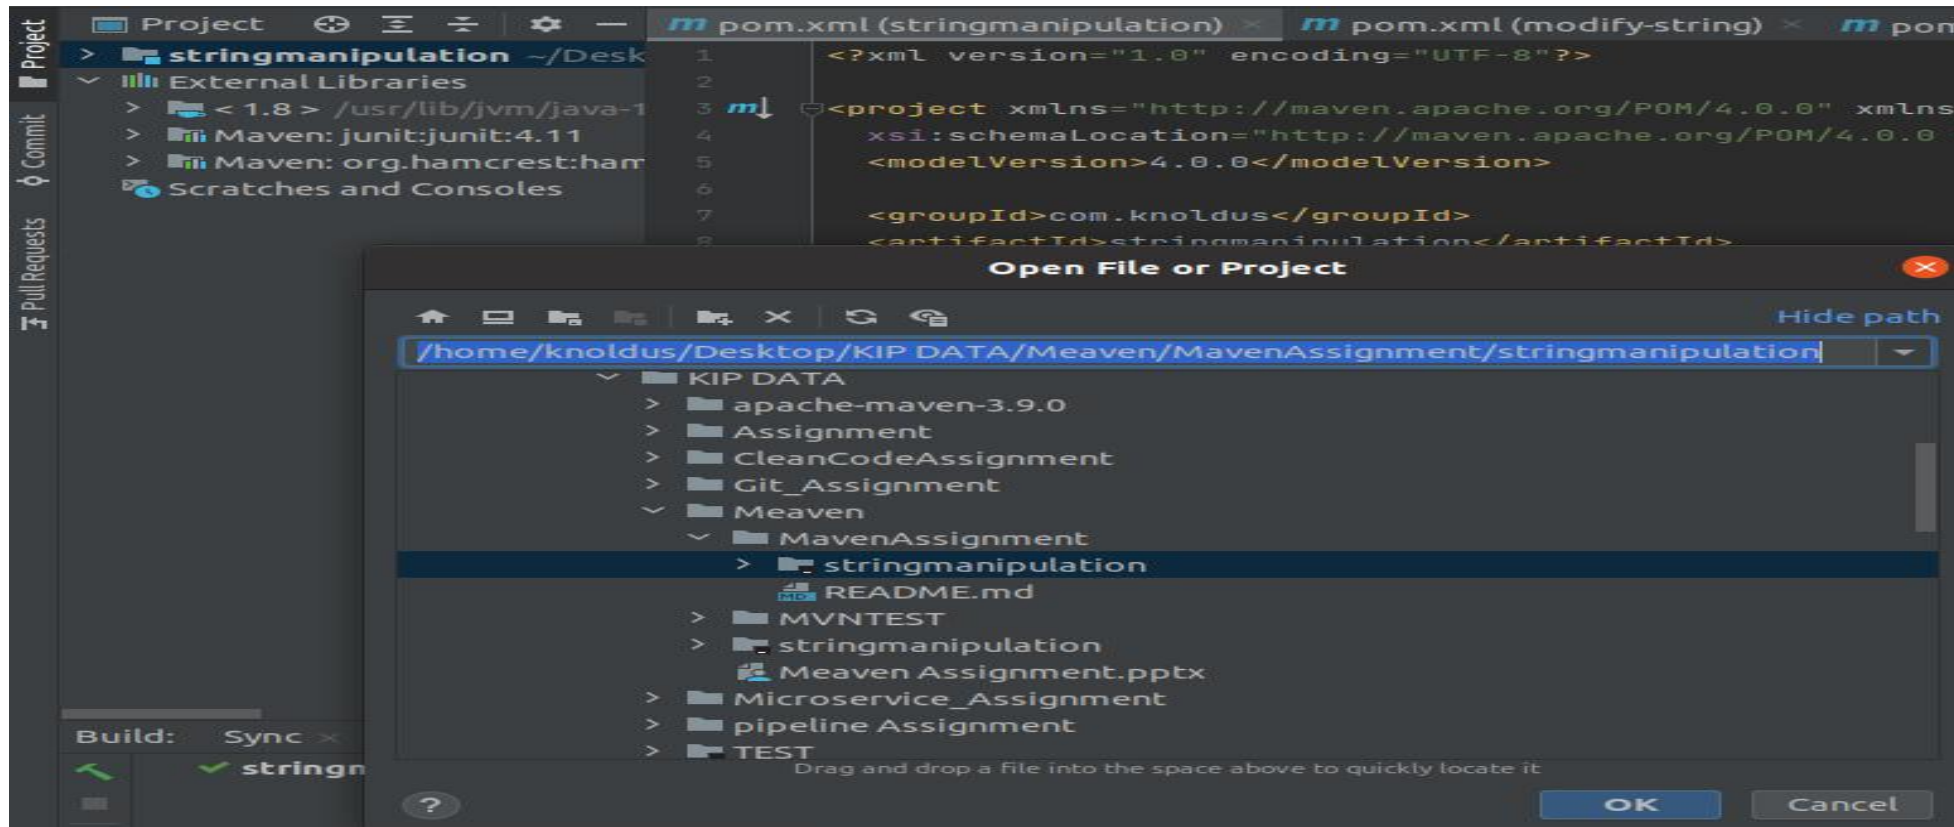 Project
Commit
Pull Requests
Project
stringmanipulation ~/Desk
External Libraries
< 1.8 > /usr/lib/jvm/java-1
Maven: junit:junit:4.11
Maven: org.hamcrest:ham
Scratches and Consoles
pom.xml (stringmanipulation)
pom.xml (modify-string)
pom
1 <?xml version="1.0" encoding="UTF-8"?>
2
3 <project xmlns="http://maven.apache.org/POM/4.0.0" xmlns
4 xsi:schemaLocation="http://maven.apache.org/POM/4.0.0
5 <modelVersion>4.0.0</modelVersion>
6
7 <groupId>com.knoldus</groupId>
8 <artifactId>stringmanipulation</artifactId>
Open File or Project
Hide path
/home/knoldus/Desktop/KIP DATA/Meaven/MavenAssignment/stringmanipulation
KIP DATA
apache-maven-3.9.0
Assignment
CleanCodeAssignment
Git_Assignment
Meaven
MavenAssignment
stringmanipulation
README.md
MVNTEST
stringmanipulation
Meaven Assignment.pptx
Microservice_Assignment
pipeline Assignment
TEST
Drag and drop a file into the space above to quickly locate it
?
OK
Cancel
Build: Sync
stringm